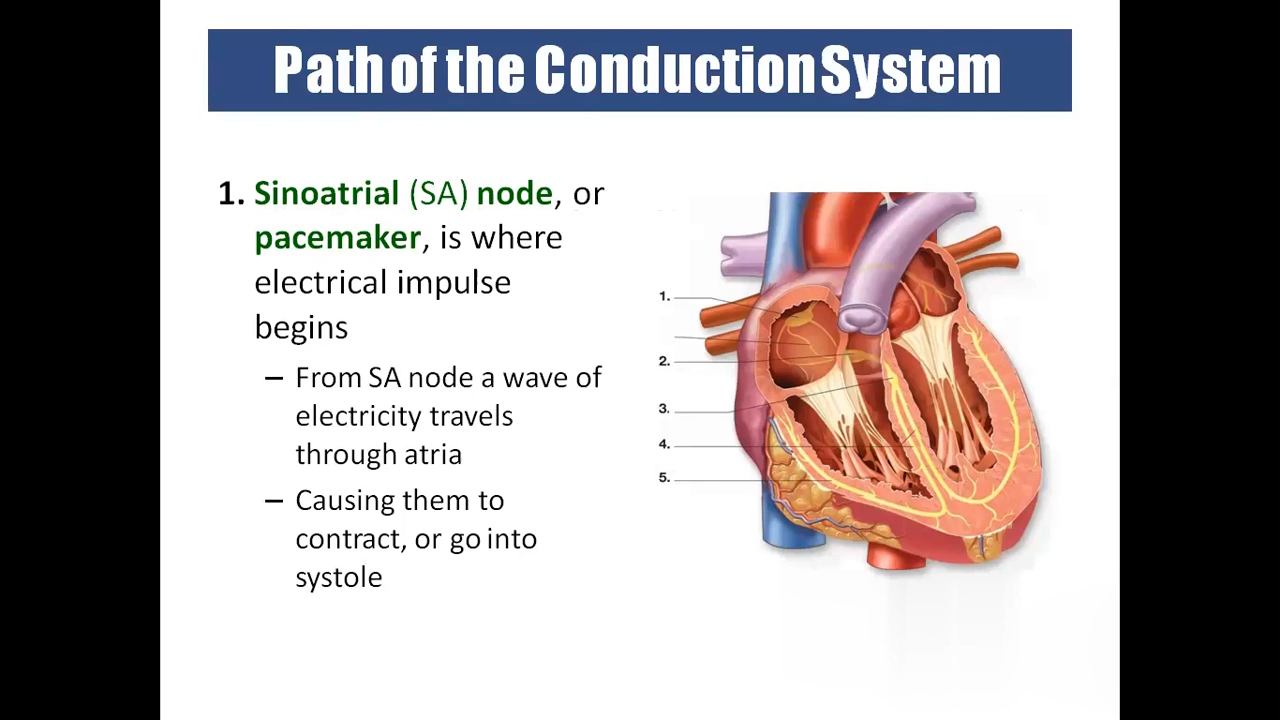 Path of the Conduction System
1. Sinoatrial (SA) node, or
pacemaker, is where
electrical impulse
begins
– From SA node a wave of
electricity travels
through atria
– Causing them to
contract, or go into
systole
1.
2.
3.
4.
5.